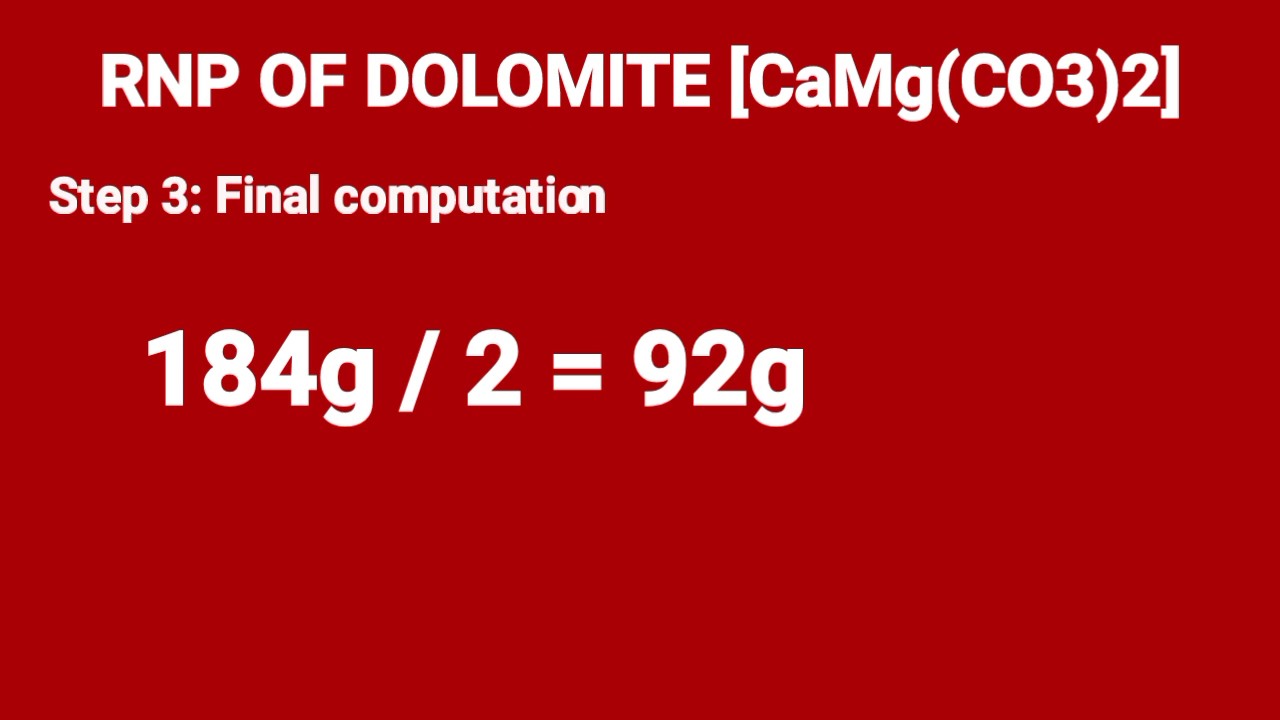 RNP OF DOLOMITE [CaMg(CO3)2]
Step 3: Final computation
184g / 2 = 92g